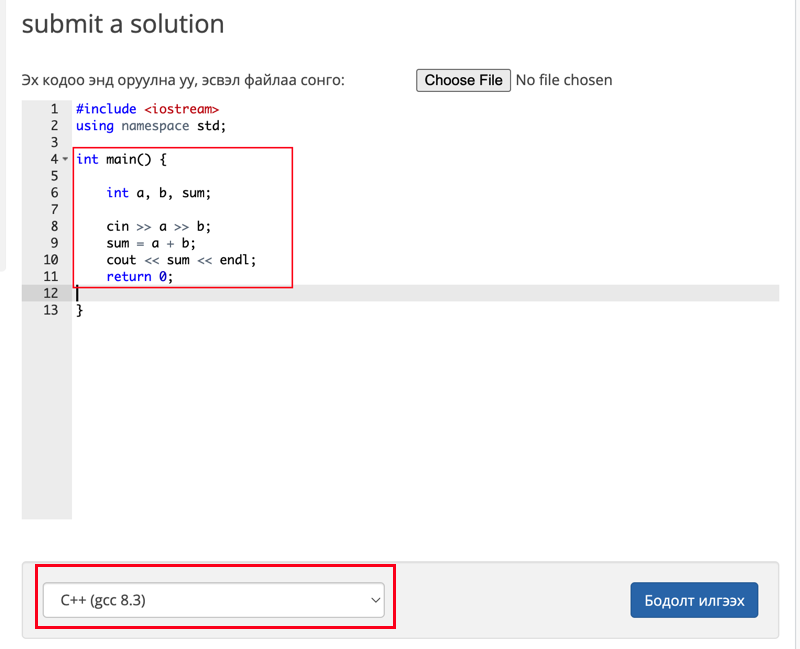 submit a solution
Эх кодоо энд оруулна уу, эсвэл файлаа сонго: Choose File No file chosen
1 #include <iostream>
2 using namespace std;
3
4 int main() {
5
6 int a, b, sum;
7
8 cin >> a >> b;
9 sum = a + b;
10 cout << sum << endl;
11 return 0;
12
13 }
C++ (gcc 8.3) Бодолт илгээх